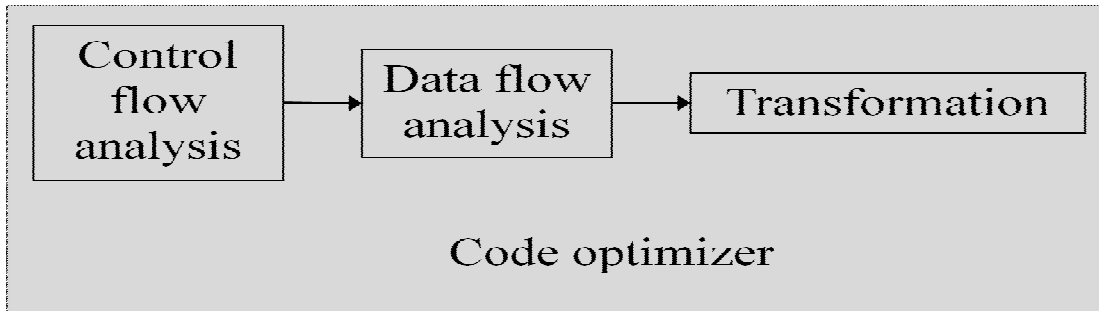 Control
flow
analysis
Data flow
analysis
Transformation
Code optimizer